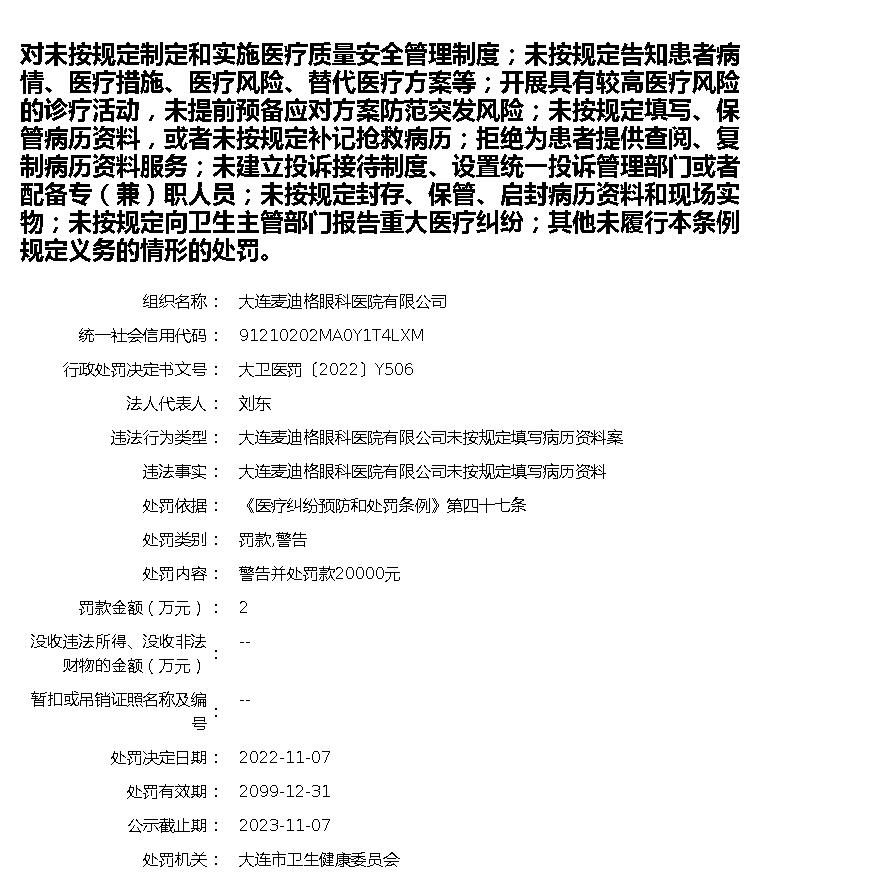 对未按规定制定和实施医疗质量安全管理制度；未按规定告知患者病
情、医疗措施、医疗风险、替代医疗方案等；开展具有较高医疗风险
的诊疗活动，未提前预备应对方案防范突发风险；未按规定填写、保
管病历资料，或者未按规定补记抢救病历；拒绝为患者提供查阅、复
制病历资料服务；未建立投诉接待制度、设置统一投诉管理部门或者
配备专（兼）职人员；未按规定封存、保管、启封病历资料和现场实
物；未按规定向卫生主管部门报告重大医疗纠纷；其他未履行本条例
规定义务的情形的处罚。
组织名称： 大连麦迪格眼科医院有限公司
统一社会信用代码： 91210202MA0Y1T4LXM
行政处罚决定书文号： 大卫医罚〔2022〕Y506
法人代表人： 刘东
违法行为类型： 大连麦迪格眼科医院有限公司未按规定填写病历资料案
违法事实： 大连麦迪格眼科医院有限公司未按规定填写病历资料
处罚依据： 《医疗纠纷预防和处罚条例》第四十七条
处罚类别： 罚款,警告
处罚内容： 警告并处罚款20000元
罚款金额（万元）： 2
没收违法所得、没收非法
财物的金额（万元）： --
暂扣或吊销证照名称及编
号： --
处罚决定日期： 2022-11-07
处罚有效期： 2099-12-31
公示截止期： 2023-11-07
处罚机关： 大连市卫生健康委员会